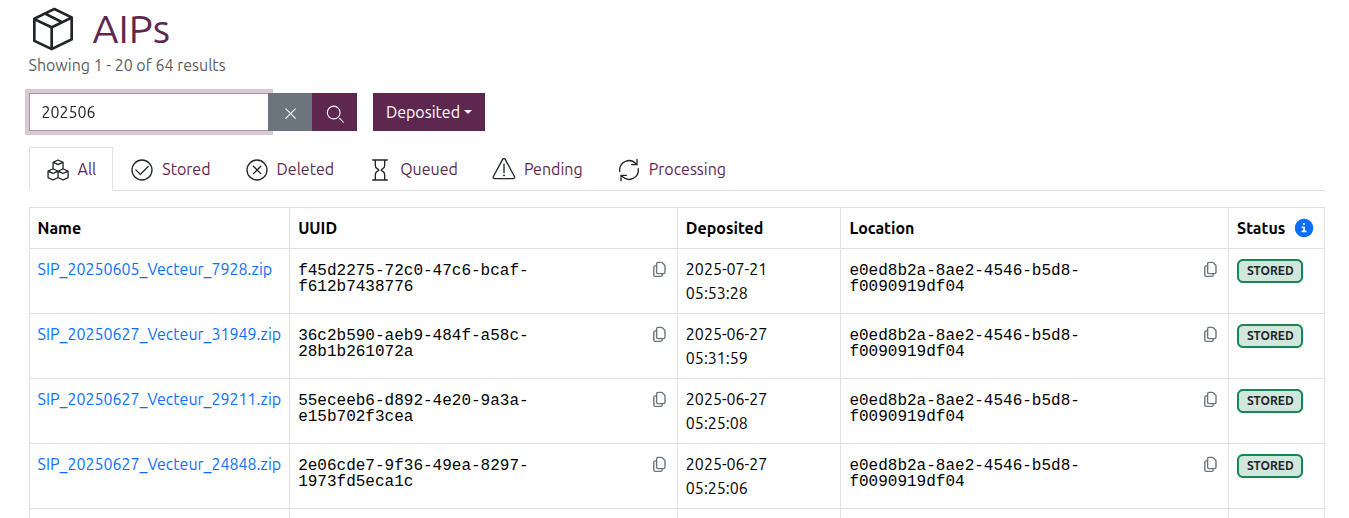 AIPs
Showing 1 - 20 of 64 results
202506
Deposited
All Stored Deleted Queued Pending Processing
Name UUID Deposited Location Status
SIP_20250605_Vecteur_7928.zip f45d2275-72c0-47c6-bcaf- 2025-07-21 e0ed8b2a-8ae2-4546-b5d8- STORED
f612b7438776 05:53:28 f0090919df04
SIP_20250627_Vecteur_31949.zip 36c2b590-aeb9-484f-a58c- 2025-06-27 e0ed8b2a-8ae2-4546-b5d8- STORED
28b1b261072a 05:31:59 f0090919df04
SIP_20250627_Vecteur_29211.zip 55eceeb6-d892-4e20-9a3a- 2025-06-27 e0ed8b2a-8ae2-4546-b5d8- STORED
e15b702f3cea 05:25:08 f0090919df04
SIP_20250627_Vecteur_24848.zip 2e06cde7-9f36-49ea-8297- 2025-06-27 e0ed8b2a-8ae2-4546-b5d8- STORED
1973fd5eca1c 05:25:06 f0090919df04